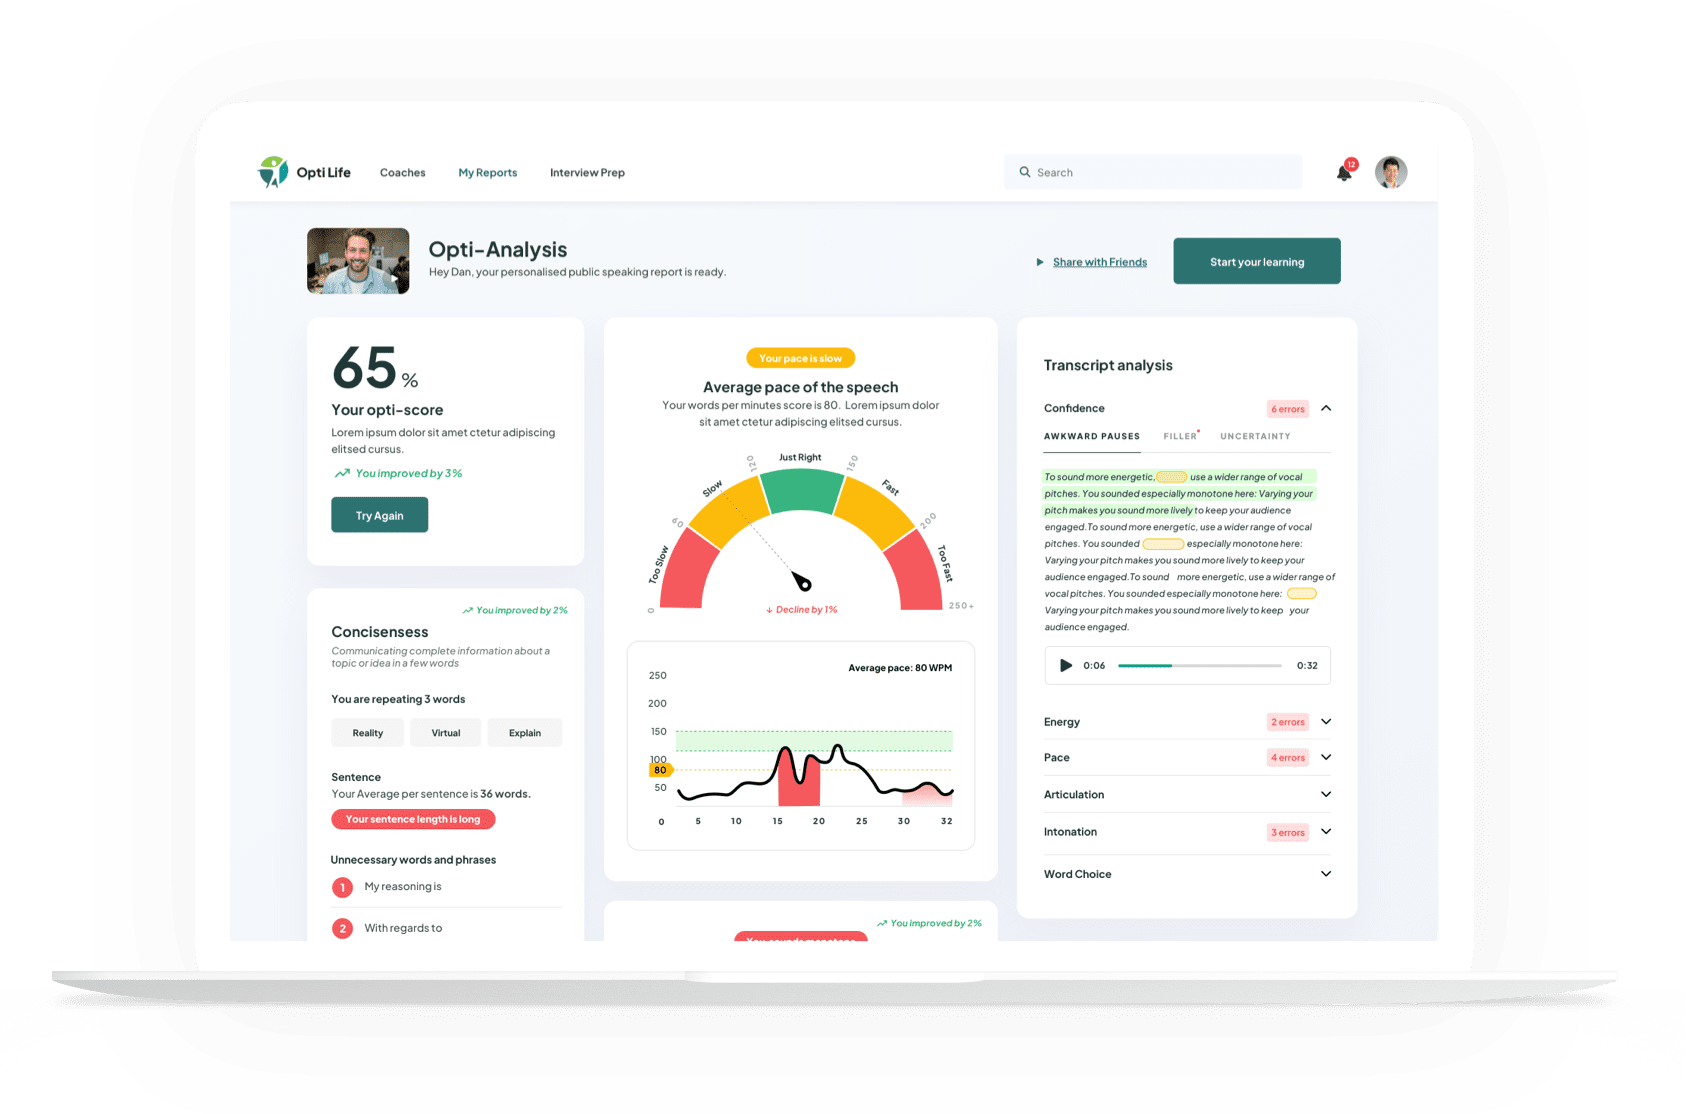 Opti Life
Coaches
My Reports
Interview Prep
Search
12
Opti-Analysis
Hey Dan, your personalised public speaking report is ready.
Share with Friends
Start your learning
65 %
Your opti-score
Lorem ipsum dolor sit amet ctetur adipiscing
elitsed cursus.
You improved by 3%
Try Again
You improved by 2%
Concisensess
Communicating complete information about a
topic or idea in a few words
You are repeating 3 words
Reality
Virtual
Explain
Sentence
Your Average per sentence is 36 words.
Your sentence length is long
Unnecessary words and phrases
1 My reasoning is
2 With regards to
Your pace is slow
Average pace of the speech
Your words per minutes score is 80. Lorem ipsum dolor
sit amet ctetur adipiscing elitsed cursus.
0
Too Slow
60
Slow
120
Just Right
150
Fast
200
Too Fast
250+
↓ Decline by 1%
Average pace: 80 WPM
250
200
150
100
80
50
0 5 10 15 20 25 30 32
You improved by 2%
You sounds monotone
Transcript analysis
Confidence
6 errors
AWKWARD PAUSES
FILLER
UNCERTAINTY
To sound more energetic, use a wider range of vocal
pitches. You sounded especially monotone here: Varying your
pitch makes you sound more lively to keep your audience
engaged.To sound more energetic, use a wider range of vocal
pitches. You sounded especially monotone here:
Varying your pitch makes you sound more lively to keep your
audience engaged.To sound more energetic, use a wider range of
vocal pitches. You sounded especially monotone here:
Varying your pitch makes you sound more lively to keep your
audience engaged.
0:06
0:32
Energy
2 errors
Pace
4 errors
Articulation
Intonation
3 errors
Word Choice